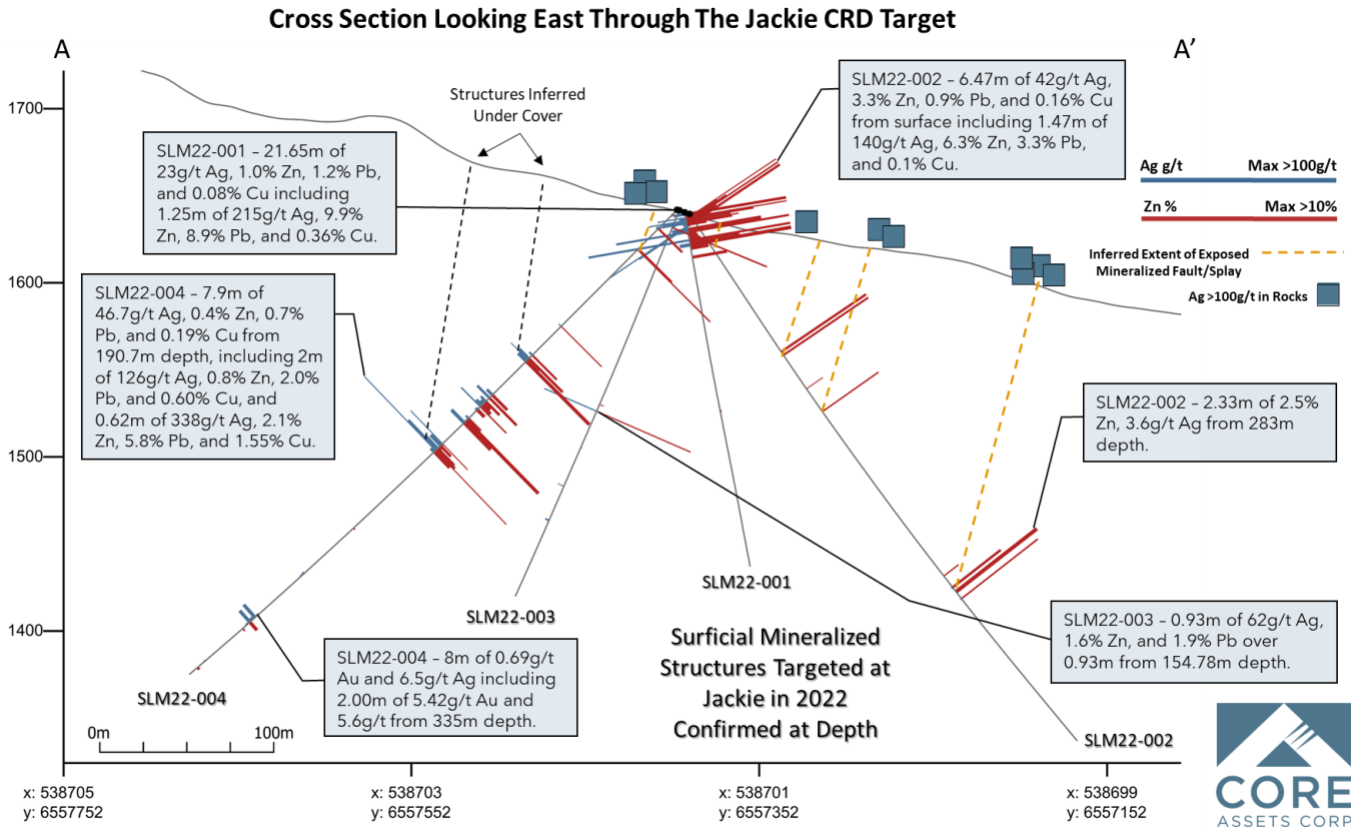 Cross Section Looking East Through The Jackie CRD Target
A
A'
1700
1600
1500
1400
Structures Inferred
Under Cover
SLM22-001 – 21.65m of
23g/t Ag, 1.0% Zn, 1.2% Pb,
and 0.08% Cu including
1.25m of 215g/t Ag, 9.9%
Zn, 8.9% Pb, and 0.36% Cu.
SLM22-002 – 6.47m of 42g/t Ag,
3.3% Zn, 0.9% Pb, and 0.16% Cu
from surface including 1.47m of
140g/t Ag, 6.3% Zn, 3.3% Pb,
and 0.1% Cu.
Ag g/t Max >100g/t
Zn % Max >10%
Inferred Extent of Exposed
Mineralized Fault/Splay
Ag >100g/t in Rocks
SLM22-004 – 7.9m of
46.7g/t Ag, 0.4% Zn, 0.7%
Pb, and 0.19% Cu from
190.7m depth, including 2m
of 126g/t Ag, 0.8% Zn, 2.0%
Pb, and 0.60% Cu, and
0.62m of 338g/t Ag, 2.1%
Zn, 5.8% Pb, and 1.55% Cu.
SLM22-002 – 2.33m of 2.5%
Zn, 3.6g/t Ag from 283m
depth.
SLM22-001
SLM22-003
SLM22-004
SLM22-002
SLM22-003 – 0.93m of 62g/t Ag,
1.6% Zn, and 1.9% Pb over
0.93m from 154.78m depth.
SLM22-004 – 8m of 0.69g/t
Au and 6.5g/t Ag including
2.00m of 5.42g/t Au and
5.6g/t from 335m depth.
Surficial Mineralized
Structures Targeted at
Jackie in 2022
Confirmed at Depth
0m 100m
x: 538705
y: 6557752
x: 538703
y: 6557552
x: 538701
y: 6557352
x: 538699
y: 6557152
CORE
ASSETS CORP